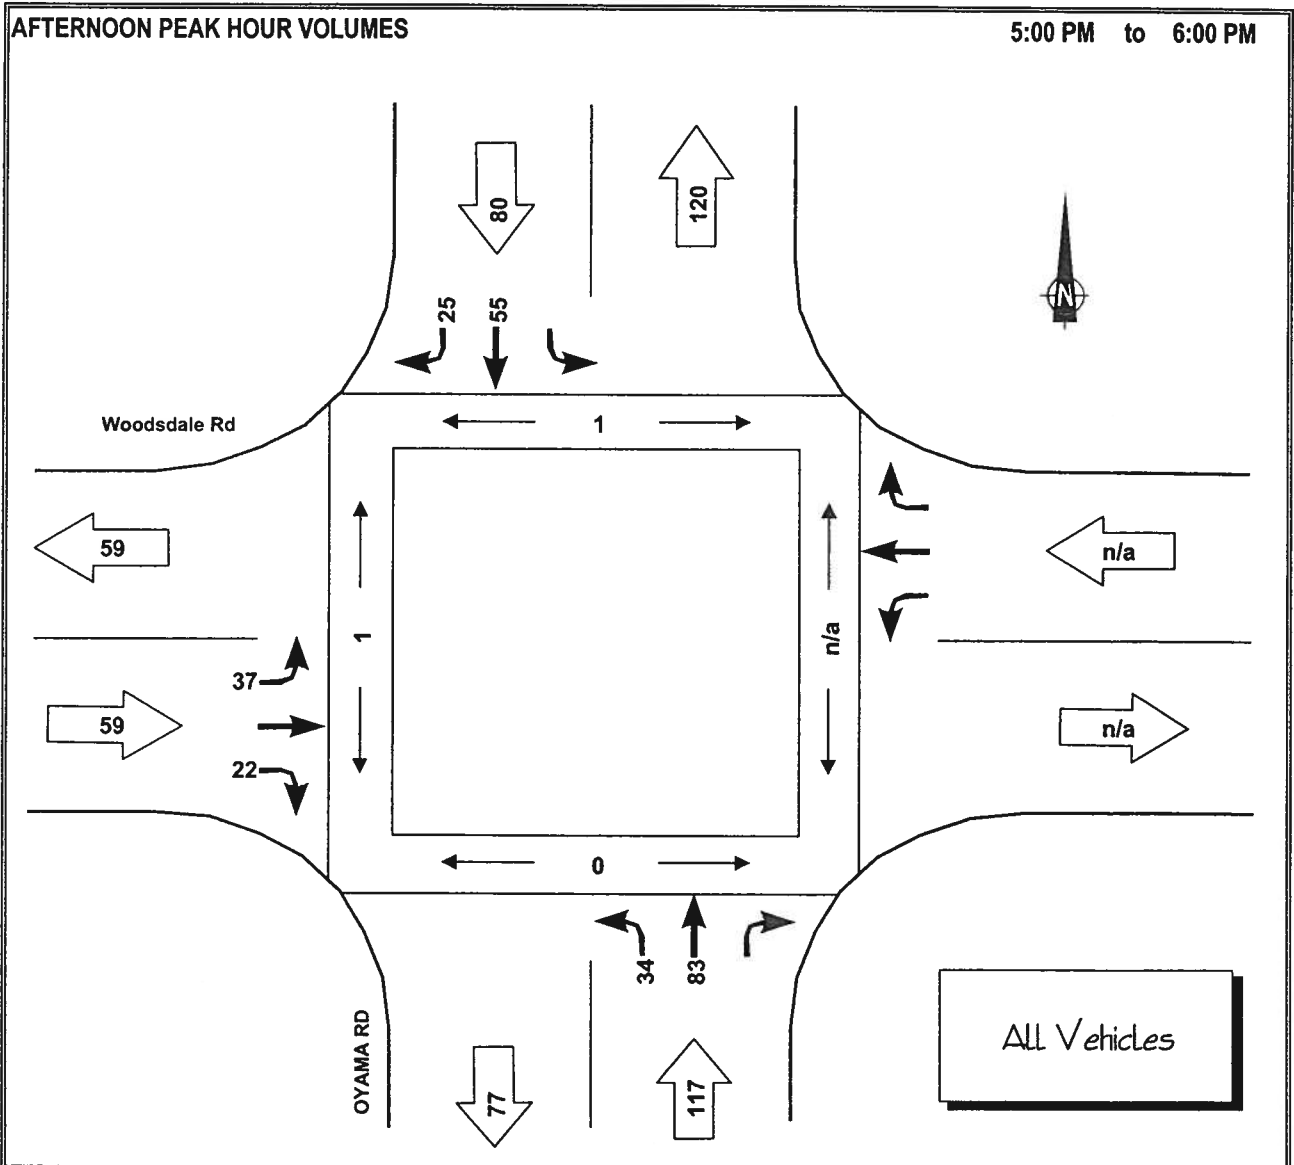 AFTERNOON PEAK HOUR VOLUMES
5:00 PM to 6:00 PM
80
120
25
55
N
Woodsdale Rd
1
59
n/a
1
n/a
37
59
n/a
22
0
34
83
OYAMA RD
77
117
All Vehicles